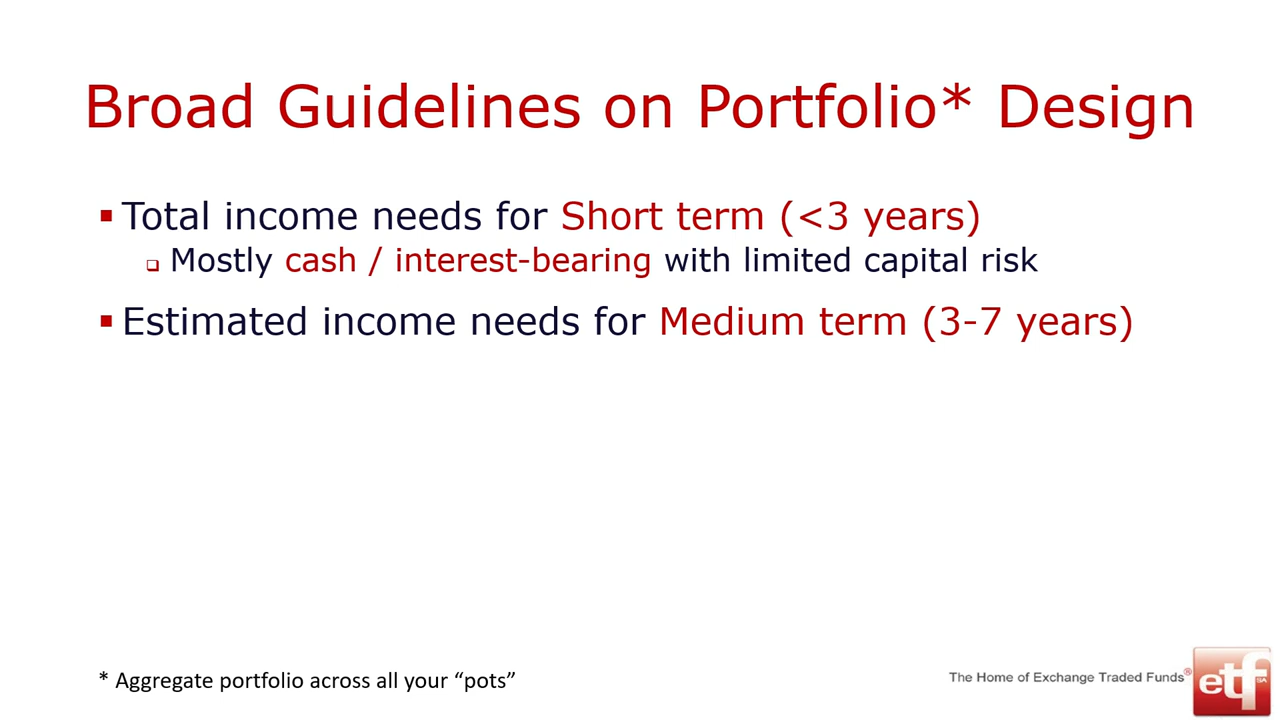 Broad Guidelines on Portfolio* Design
Total income needs for Short term (<3 years)
Mostly cash / interest-bearing with limited capital risk
Estimated income needs for Medium term (3-7 years)
* Aggregate portfolio across all your “pots”
The Home of Exchange Traded Funds®
etf SA